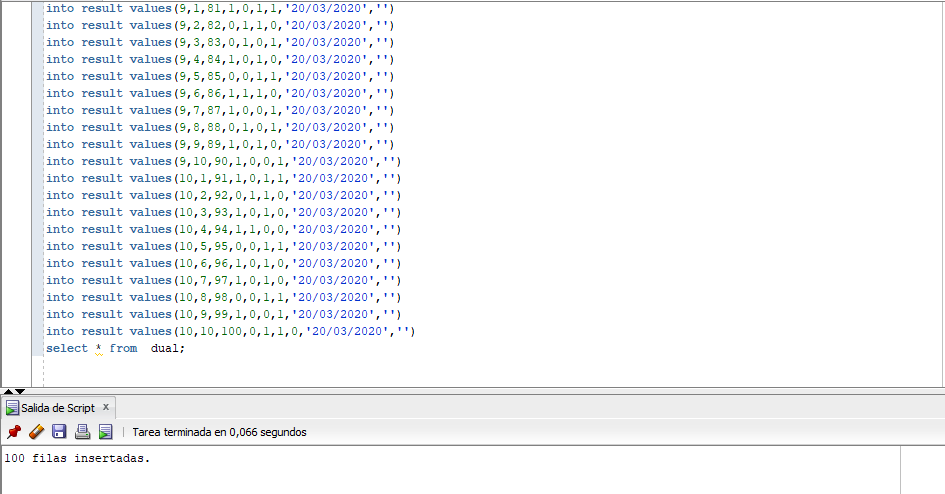 into result values(9,1,81,1,0,1,1,'20/03/2020','')
into result values(9,2,82,0,1,0,1,'20/03/2020','')
into result values(9,3,83,0,1,0,1,'20/03/2020','')
into result values(9,4,84,1,0,1,0,'20/03/2020','')
into result values(9,5,85,0,0,1,1,'20/03/2020','')
into result values(9,6,86,1,1,1,0,'20/03/2020','')
into result values(9,7,87,1,0,0,1,'20/03/2020','')
into result values(9,8,88,0,1,0,1,'20/03/2020','')
into result values(9,9,89,1,0,1,0,'20/03/2020','')
into result values(9,10,90,1,0,0,1,'20/03/2020','')
into result values(10,1,91,1,0,1,1,'20/03/2020','')
into result values(10,2,92,0,1,1,0,'20/03/2020','')
into result values(10,3,93,1,0,1,0,'20/03/2020','')
into result values(10,4,94,1,1,0,0,'20/03/2020','')
into result values(10,5,95,0,0,1,1,'20/03/2020','')
into result values(10,6,96,1,0,1,0,'20/03/2020','')
into result values(10,7,97,1,0,1,0,'20/03/2020','')
into result values(10,8,98,0,0,1,1,'20/03/2020','')
into result values(10,9,99,1,0,0,1,'20/03/2020','')
into result values(10,10,100,0,1,1,0,'20/03/2020','')
select * from  dual;
Salida de Script x
Tarea terminada en 0,066 segundos
100 filas insertadas.